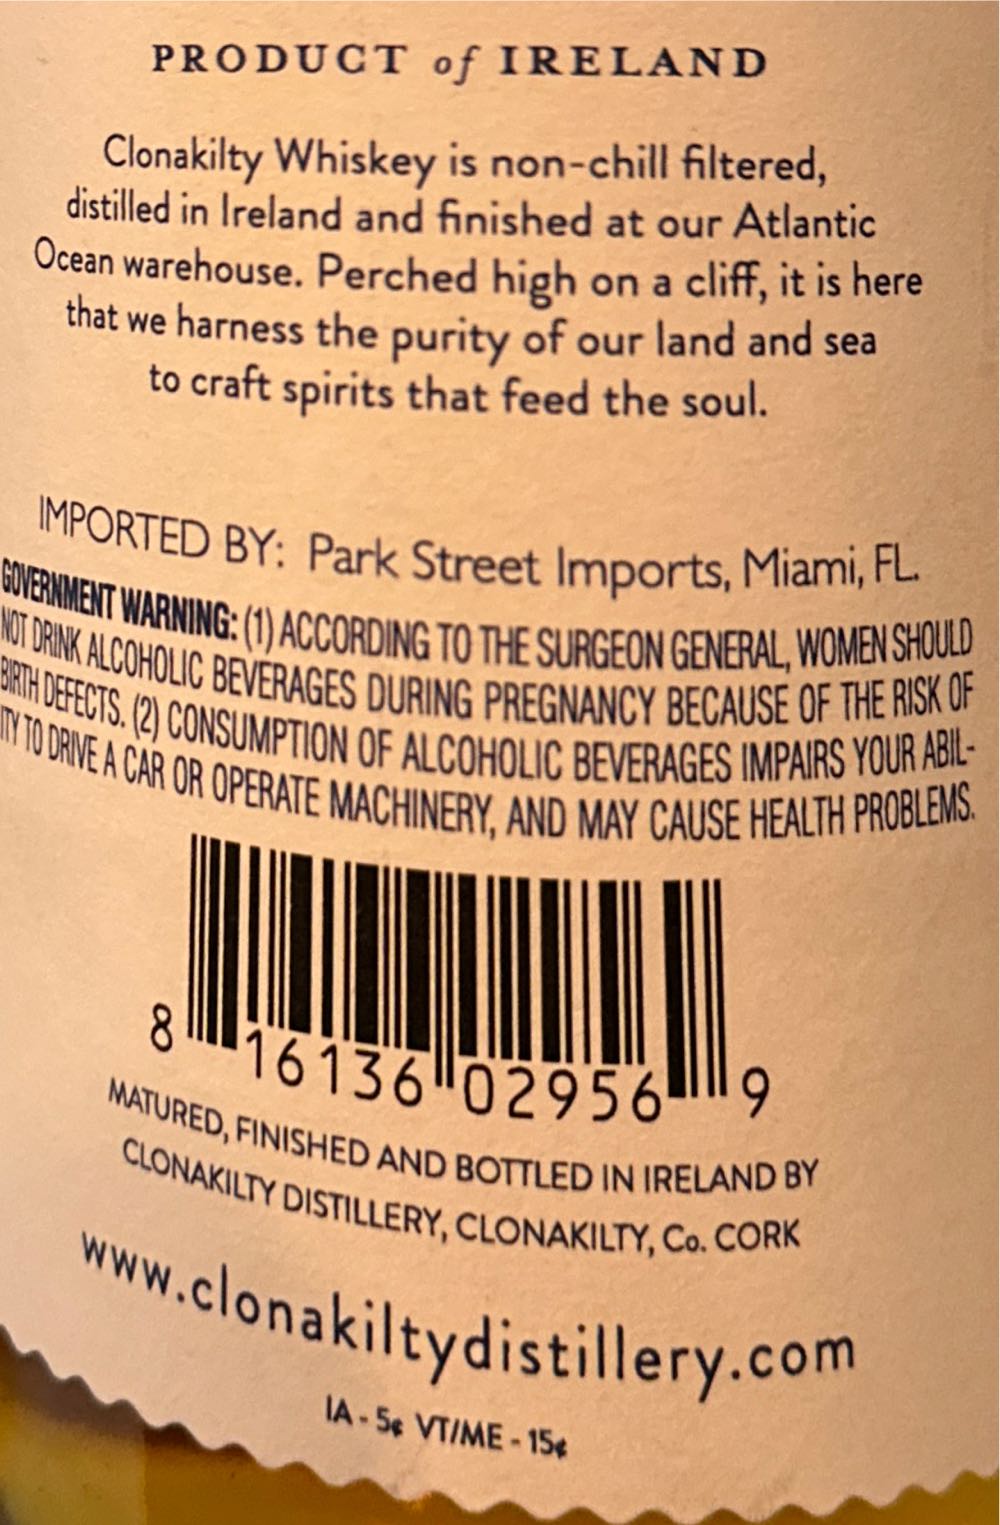 PRODUCT of IRELAND
Clonakilty Whiskey is non-chill filtered,
distilled in Ireland and finished at our Atlantic
Ocean warehouse. Perched high on a cliff, it is here
that we harness the purity of our land and sea
to craft spirits that feed the soul.
IMPORTED BY: Park Street Imports, Miami, FL.
GOVERNMENT WARNING: (1) ACCORDING TO THE SURGEON GENERAL, WOMEN SHOULD
NOT DRINK ALCOHOLIC BEVERAGES DURING PREGNANCY BECAUSE OF THE RISK OF
BIRTH DEFECTS. (2) CONSUMPTION OF ALCOHOLIC BEVERAGES IMPAIRS YOUR ABIL-
ITY TO DRIVE A CAR OR OPERATE MACHINERY, AND MAY CAUSE HEALTH PROBLEMS.
8 16136 02956 9
MATURED, FINISHED AND BOTTLED IN IRELAND BY
CLONAKILTY DISTILLERY, CLONAKILTY, Co. CORK
www.clonakiltydistillery.com
IA - 5¢ VT/ME - 15¢